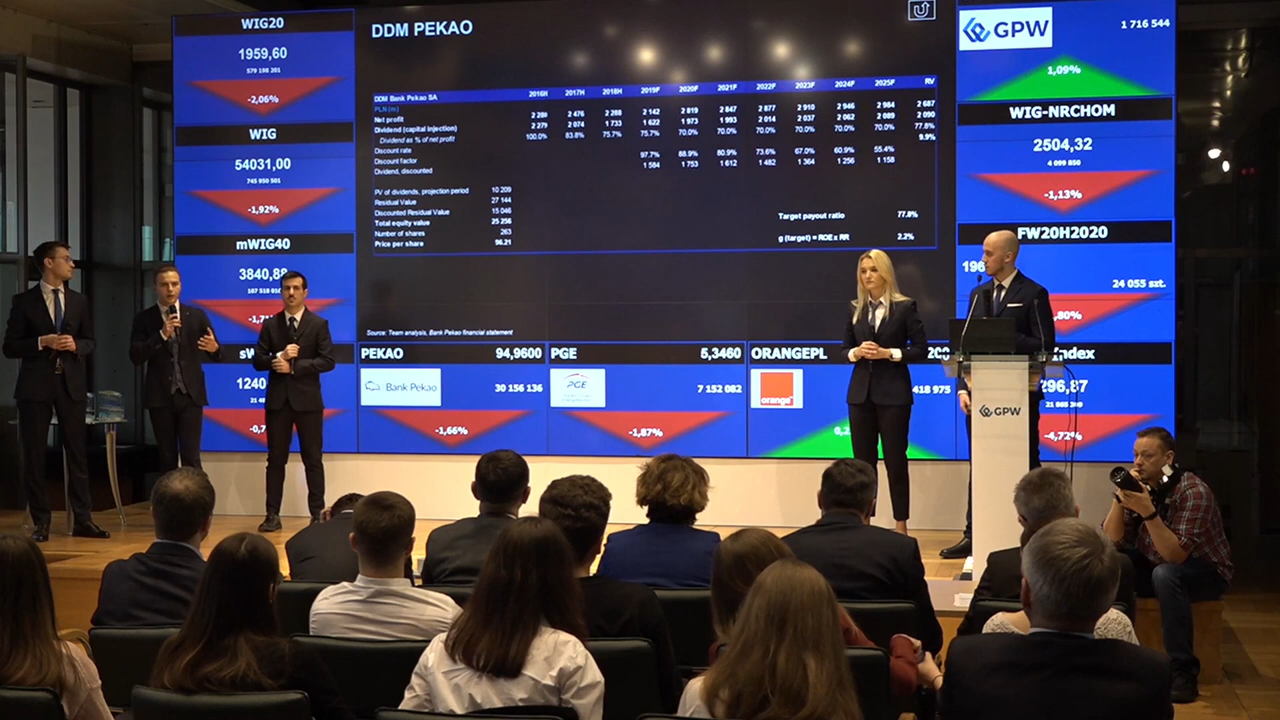 WIG20
1959,60
579 198 201
-2,06%
WIG
54031,00
745 950 501
-1,92%
mWIG40
3840,88
-1,71%
1240
-0,7
DDM PEKAO
DDM Bank Pekao SA 2016H 2017H 2018H 2019F 2020F 2021F 2022F 2023F 2024F 2025F RV
PLN (m)
Net profit 2 280 2 476 2 268 2 142 2 819 2 847 2 877 2 910 2 946 2 984 2 687
Dividend (capital injection) 2 279 2 074 1 733 1 622 1 973 1 993 2 014 2 037 2 062 2 089 2 090
Dividend as % of net profit 100.0% 83.8% 75.7% 75.7% 70.0% 70.0% 70.0% 70.0% 70.0% 70.0% 77.8%
Discount rate 9.9%
Discount factor 97.7% 88.9% 80.9% 73.6% 67.0% 60.9% 55.4%
Dividend, discounted 1 584 1 753 1 612 1 482 1 364 1 256 1 158
PV of dividends, projection period 10 209
Residual Value 27 144
Discounted Residual Value 15 046
Total equity value 25 256
Number of shares 263
Price per share 96.21
Target payout ratio 77.8%
g (target) = ROE x RR 2.2%
Source: Team analysis, Bank Pekao financial statement
PEKAO 94,9600
Bank Pekao
30 156 136
-1,66%
PGE 5,3460
PGE
7 152 082
-1,87%
ORANGEPL
orange
418 975
GPW
1 716 544
1,09%
WIG-NRCHOM
2504,32
4 099 850
-1,13%
FW20H2020
196
24 055 szt.
,80%
ndex
296,87
-4,72%
GPW